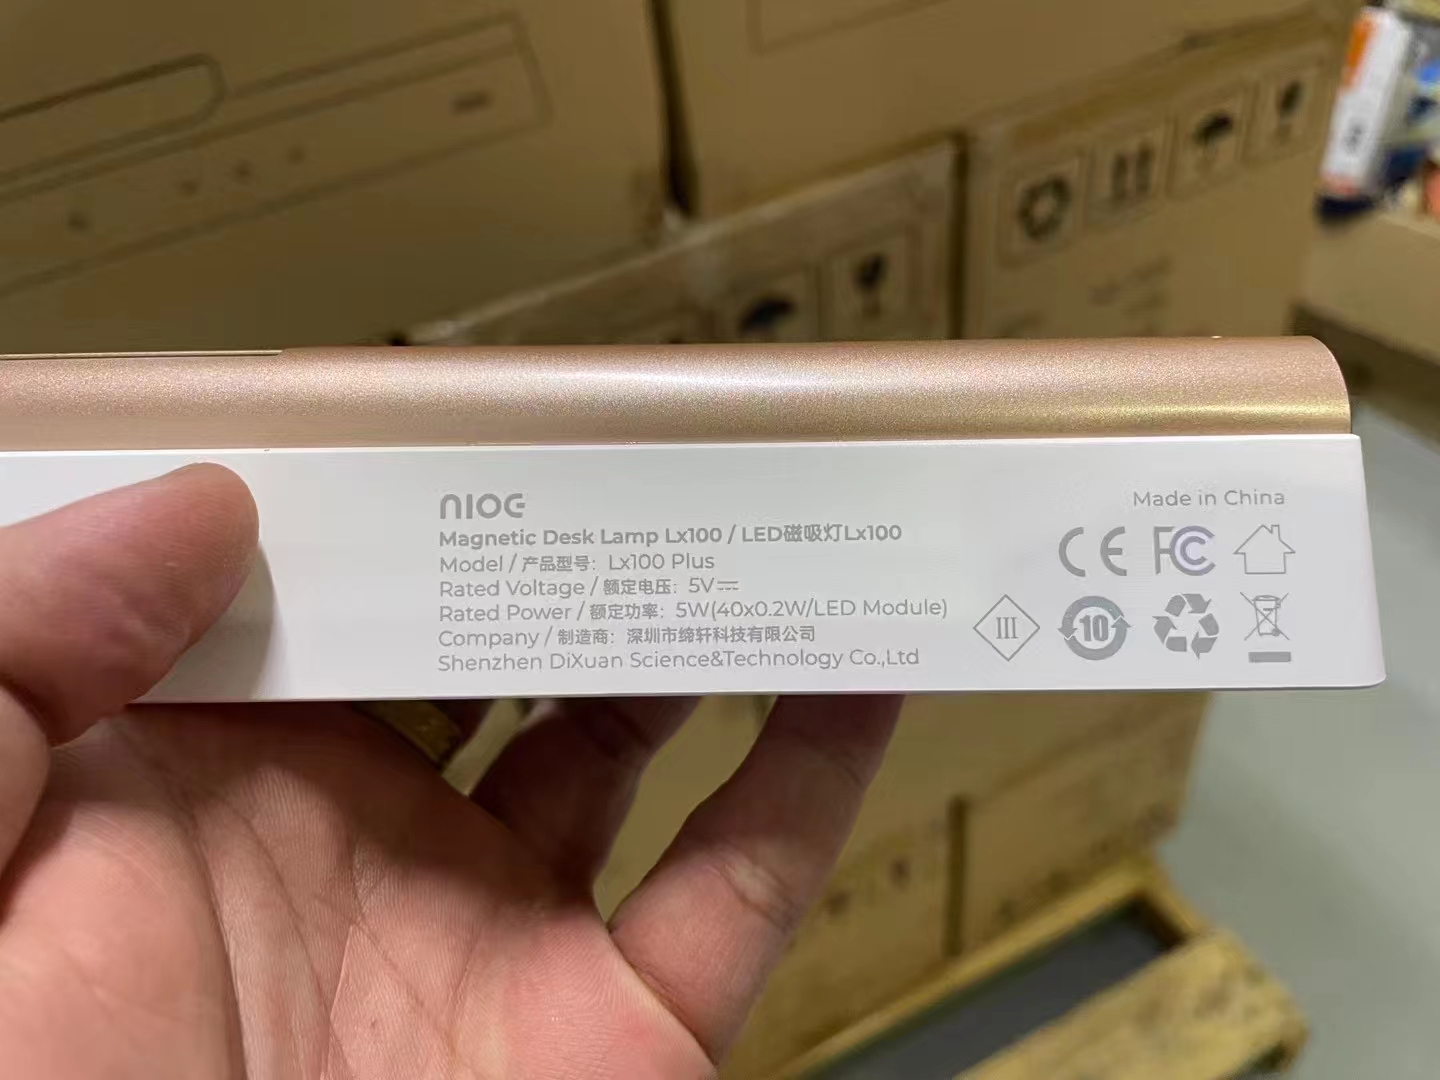 NIOE
Magnetic Desk Lamp Lx100 / LED磁吸灯Lx100
Model / 产品型号： Lx100 Plus
Rated Voltage / 额定电压： 5V⎓
Rated Power / 额定功率： 5W(40x0.2W/LED Module)
Company / 制造商： 深圳市缔轩科技有限公司
Shenzhen DiXuan Science&Technology Co.,Ltd
Made in China
CE FC
III 10